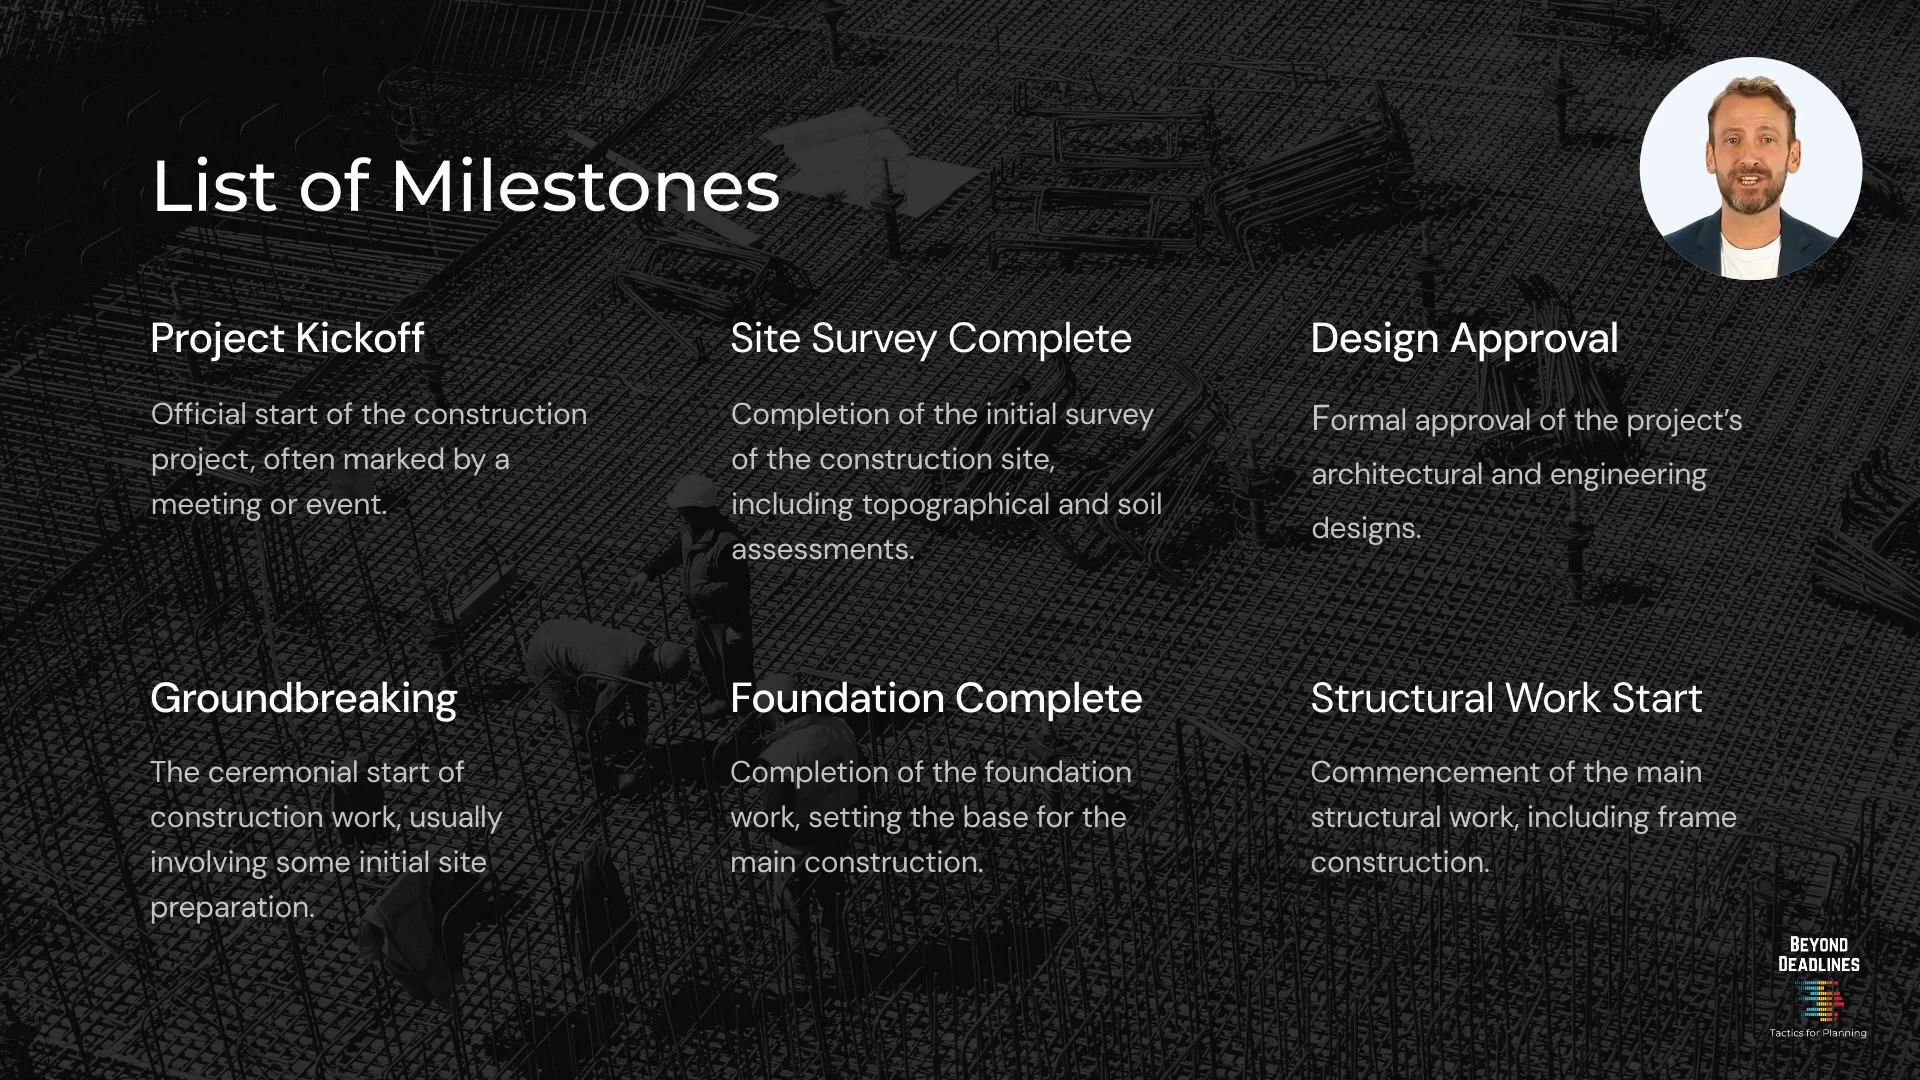 List of Milestones
Project Kickoff
Official start of the construction
project, often marked by a
meeting or event.
Site Survey Complete
Completion of the initial survey
of the construction site,
including topographical and soil
assessments.
Design Approval
Formal approval of the project’s
architectural and engineering
designs.
Groundbreaking
The ceremonial start of
construction work, usually
involving some initial site
preparation.
Foundation Complete
Completion of the foundation
work, setting the base for the
main construction.
Structural Work Start
Commencement of the main
structural work, including frame
construction.
BEYOND
DEADLINES
Tactics for Planning